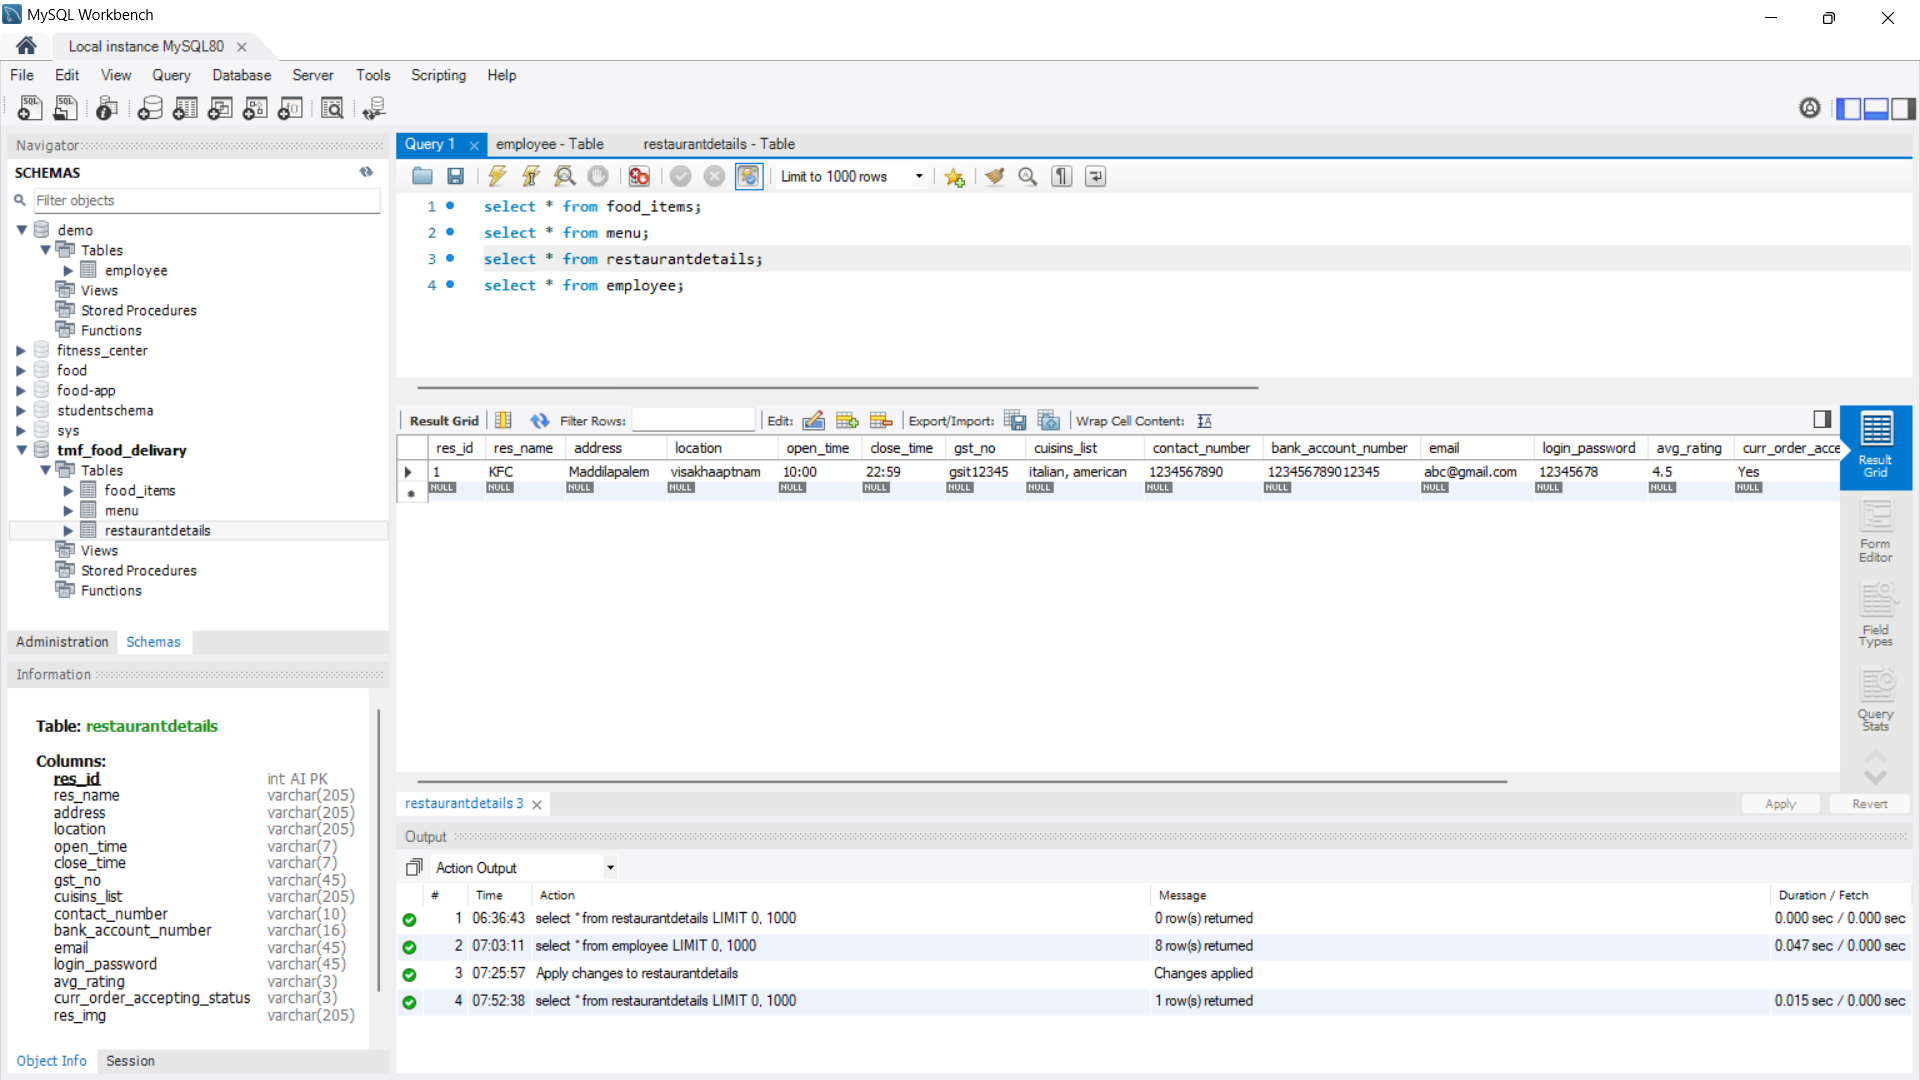 MySQL Workbench
Local instance MySQL80
File Edit View Query Database Server Tools Scripting Help
Navigator
SCHEMAS
Filter objects
demo
Tables
employee
Views
Stored Procedures
Functions
fitness_center
food
food-app
studentschema
sys
tmf_food_delivary
Tables
food_items
menu
restaurantdetails
Views
Stored Procedures
Functions
Administration Schemas
Information
Table: restaurantdetails
Columns:
res_id int AI PK
res_name varchar(205)
address varchar(205)
location varchar(205)
open_time varchar(7)
close_time varchar(7)
gst_no varchar(45)
cuisins_list varchar(205)
contact_number varchar(10)
bank_account_number varchar(16)
email varchar(45)
login_password varchar(45)
avg_rating varchar(3)
curr_order_accepting_status varchar(3)
res_img varchar(205)
Object Info Session
Query 1 employee - Table restaurantdetails - Table
Limit to 1000 rows
1 select * from food_items;
2 select * from menu;
3 select * from restaurantdetails;
4 select * from employee;
Result Grid Filter Rows: Edit: Export/Import: Wrap Cell Content:
res_id res_name address location open_time close_time gst_no cuisins_list contact_number bank_account_number email login_password avg_rating curr_order_acce
1 KFC Maddilapalem visakhaaptnam 10:00 22:59 gsit12345 italian, american 1234567890 123456789012345 abc@gmail.com 12345678 4.5 Yes
NULL NULL NULL NULL NULL NULL NULL NULL NULL NULL NULL NULL NULL NULL
Result
Grid
Form
Editor
Field
Types
Query
Stats
restaurantdetails 3
Apply Revert
Output
Action Output
# Time Action Message Duration / Fetch
1 06:36:43 select * from restaurantdetails LIMIT 0, 1000 0 row(s) returned 0.000 sec / 0.000 sec
2 07:03:11 select * from employee LIMIT 0, 1000 8 row(s) returned 0.047 sec / 0.000 sec
3 07:25:57 Apply changes to restaurantdetails Changes applied
4 07:52:38 select * from restaurantdetails LIMIT 0, 1000 1 row(s) returned 0.015 sec / 0.000 sec